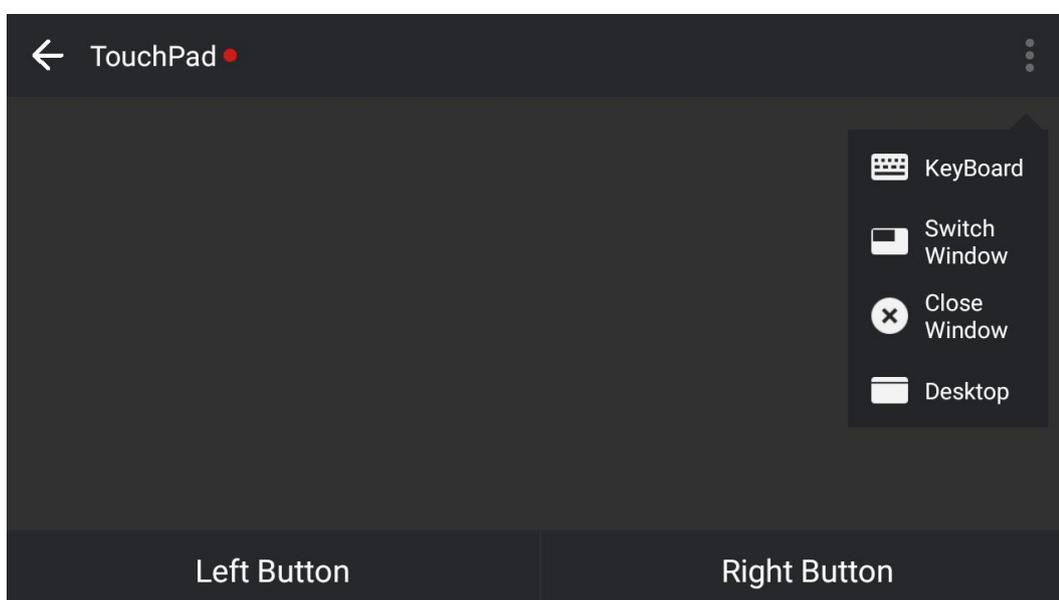 TouchPad
KeyBoard
Switch
Window
Close
Window
Desktop
Left Button
Right Button